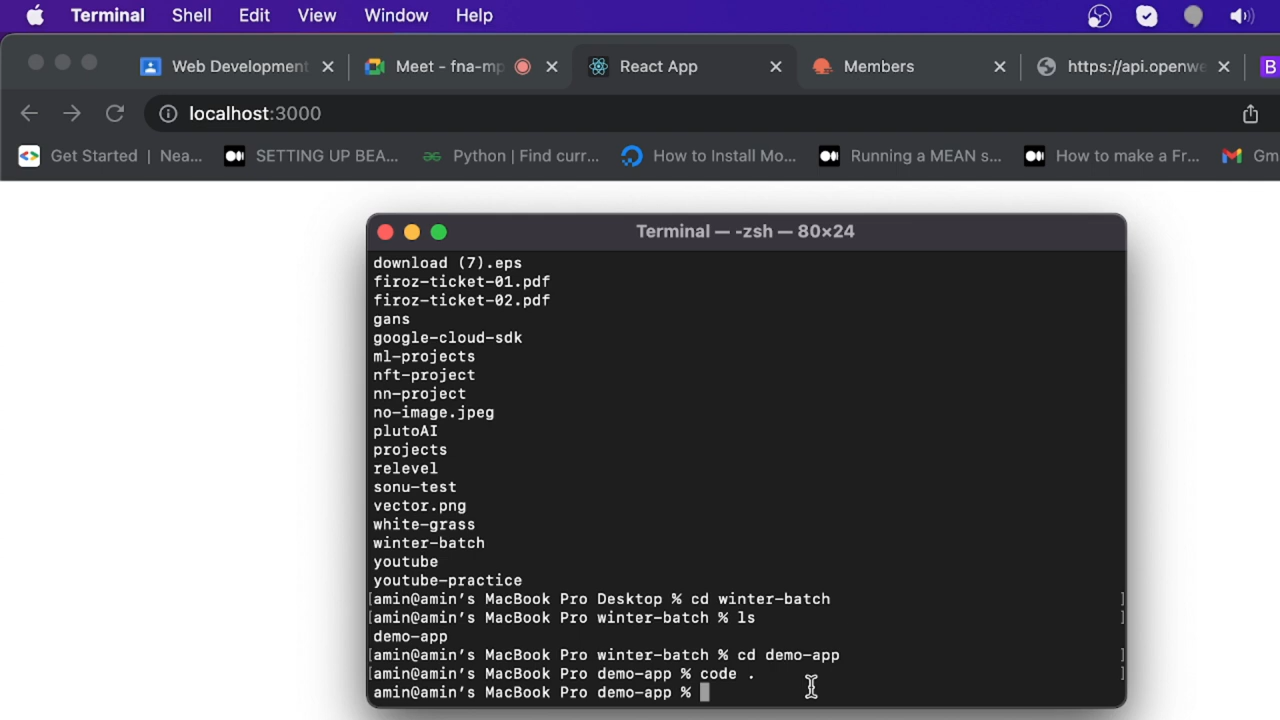 Terminal Shell Edit View Window Help
Web Development Meet - fna-mp React App Members https://api.openwe B
localhost:3000
Get Started | Nea... SETTING UP BEA... Python | Find curr... How to Install Mo... Running a MEAN s... How to make a Fr... Gm
Terminal — -zsh — 80×24
download (7).eps
firoz-ticket-01.pdf
firoz-ticket-02.pdf
gans
google-cloud-sdk
ml-projects
nft-project
nn-project
no-image.jpeg
plutoAI
projects
relevel
sonu-test
vector.png
white-grass
winter-batch
youtube
youtube-practice
[amin@amin’s MacBook Pro Desktop % cd winter-batch ]
[amin@amin’s MacBook Pro winter-batch % ls ]
demo-app
[amin@amin’s MacBook Pro winter-batch % cd demo-app ]
[amin@amin’s MacBook Pro demo-app % code . ]
amin@amin’s MacBook Pro demo-app %